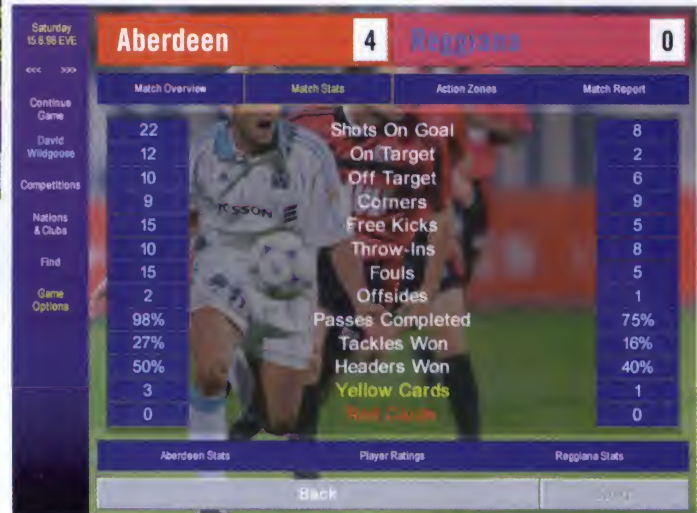 Saturday
15.8.98 EVE
<<< >>>
Continue
Game
David
Wildgoose
Competitions
Nations
& Clubs
Find
Game
Options
Aberdeen 4 Reggiana 0
Match Overview Match Stats Action Zones Match Report
22 Shots On Goal 8
12 On Target 2
10 Off Target 6
9 Corners 9
15 Free Kicks 5
10 Throw-Ins 8
15 Fouls 5
2 Offsides 1
98% Passes Completed 75%
27% Tackles Won 16%
50% Headers Won 40%
3 Yellow Cards 1
0 Red Cards 0
Aberdeen Stats Player Ratings Reggiana Stats
Back